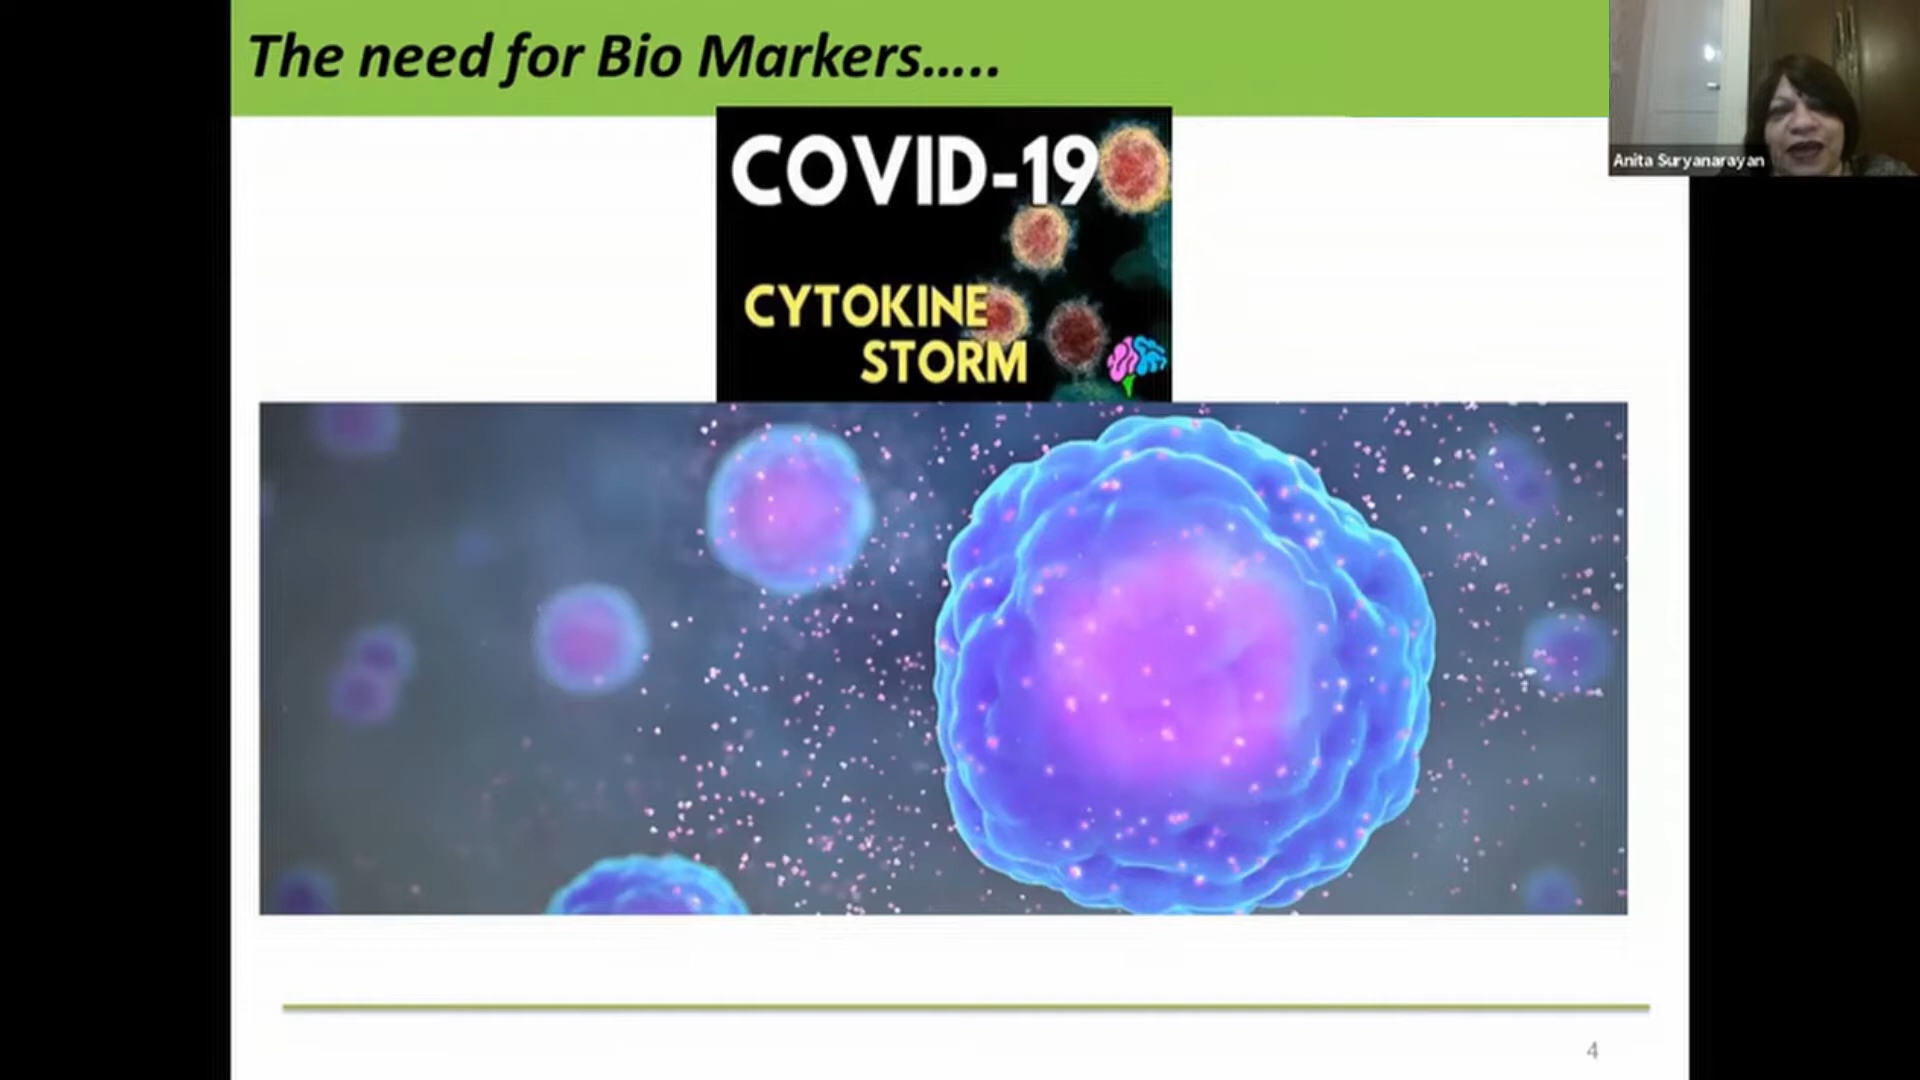 The need for Bio Markers.....
Anita Suryanarayan
COVID-19
CYTOKINE
STORM
4